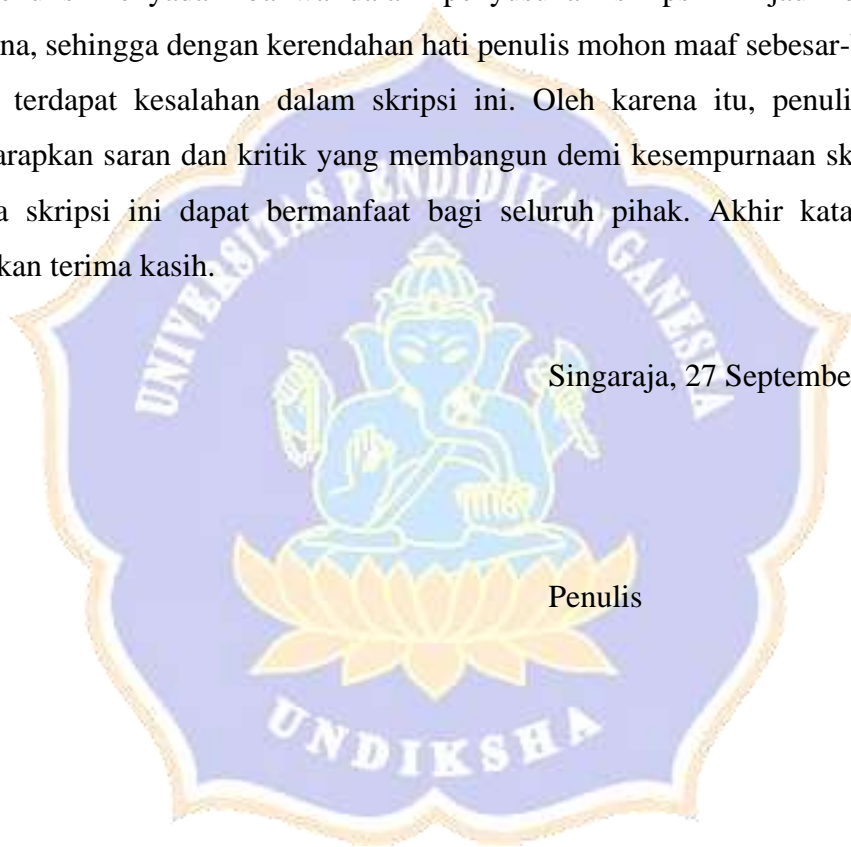 na, sehingga dengan kerendahan hati penulis mohon maaf sebesar-
terdapat kesalahan dalam skripsi ini. Oleh karena itu, penuli
arapkan saran dan kritik yang membangun demi kesempurnaan sk
a skripsi ini dapat bermanfaat bagi seluruh pihak. Akhir kata
kan terima kasih.
UNIVERSITAS PENDIDIKAN GANESHA
Singaraja, 27 Septembe
Penulis
UNDIKSHA